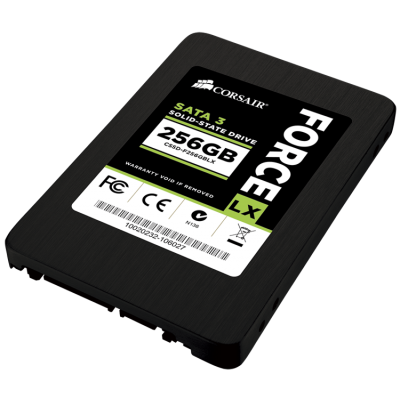 CORSAIR
SATA 3
SOLID-STATE DRIVE
256GB
CSSD-F256GBLX
WARRANTY VOID IF REMOVED
FC CE N136
10020232-106027
FORCE
LX